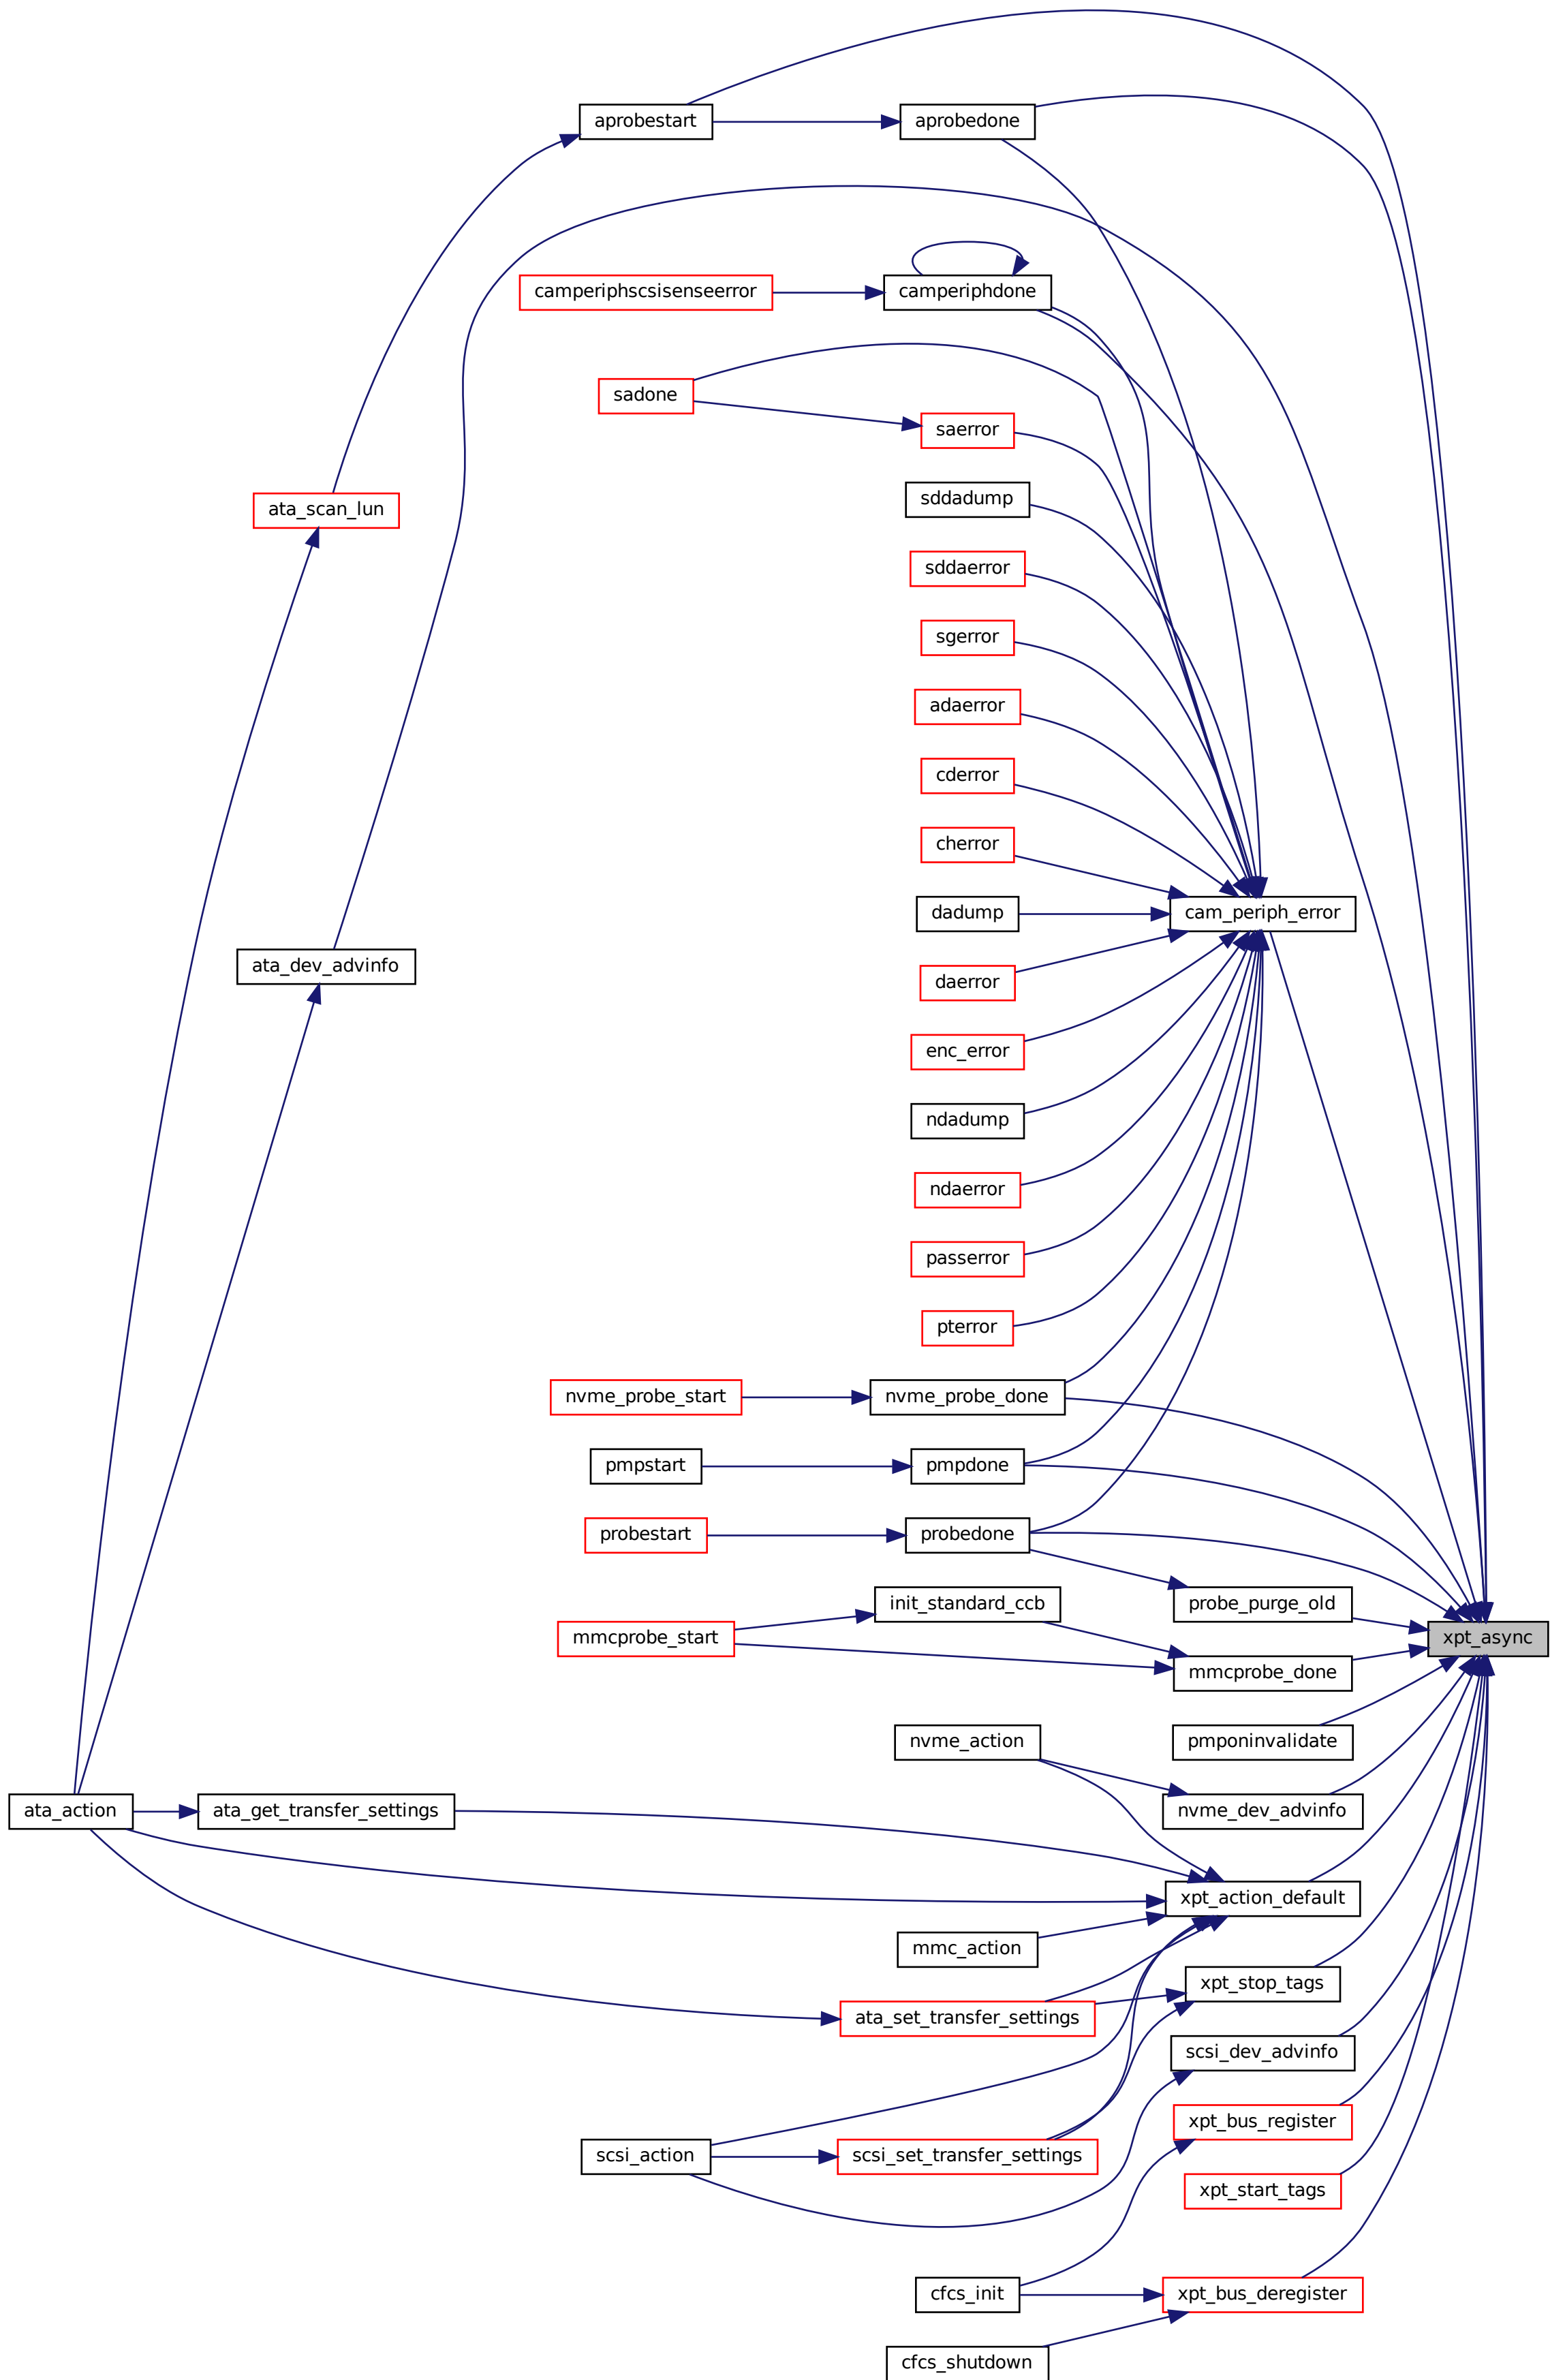 aprobestart
aprobedone
camperiphscsisenseerror
camperiphdone
sadone
saerror
sddadump
ata_scan_lun
sddaerror
sgerror
adaerror
cderror
cherror
dadump
cam_periph_error
ata_dev_advinfo
daerror
enc_error
ndadump
ndaerror
passerror
pterror
nvme_probe_start
nvme_probe_done
pmpstart
pmpdone
probestart
probedone
init_standard_ccb
probe_purge_old
mmcprobe_start
xpt_async
mmcprobe_done
nvme_action
pmponinvalidate
ata_action
ata_get_transfer_settings
nvme_dev_advinfo
xpt_action_default
mmc_action
xpt_stop_tags
ata_set_transfer_settings
scsi_dev_advinfo
xpt_bus_register
scsi_action
scsi_set_transfer_settings
xpt_start_tags
cfcs_init
xpt_bus_deregister
cfcs_shutdown